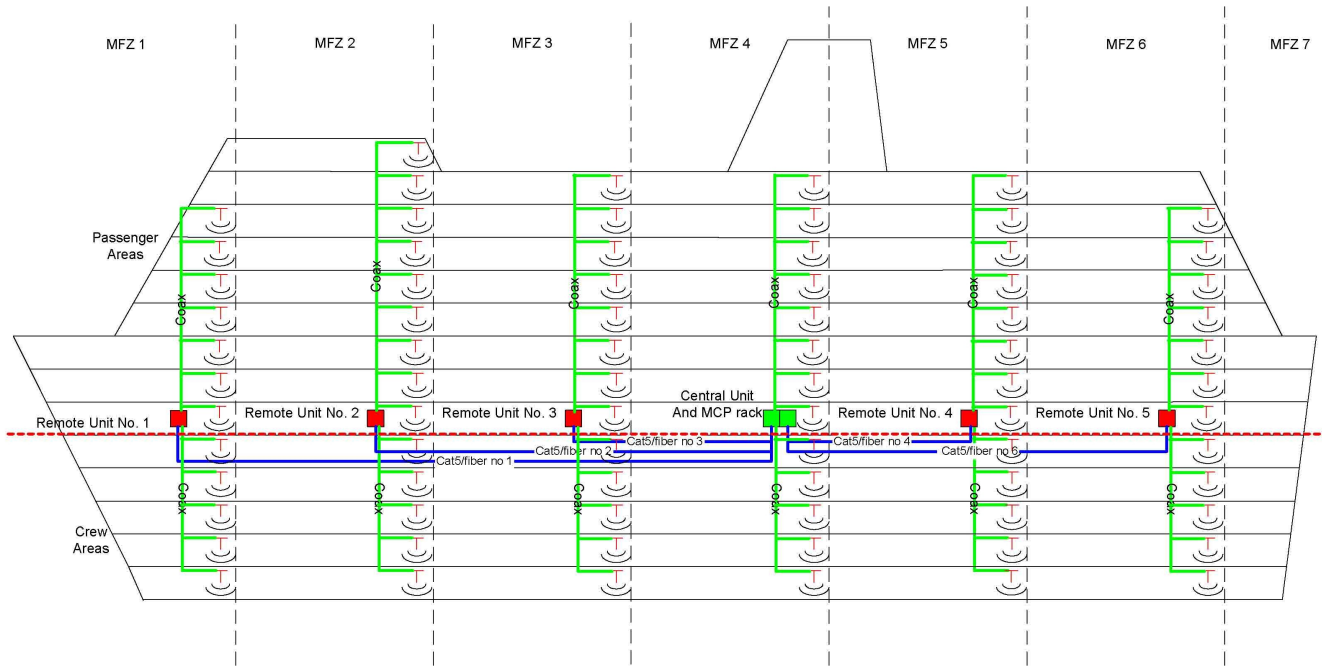 MFZ 1
MFZ 2
MFZ 3
MFZ 4
MFZ 5
MFZ 6
MFZ 7
Passenger
Areas
Coax
Coax
Coax
Coax
Coax
Coax
Remote Unit No. 1
Remote Unit No. 2
Remote Unit No. 3
Central Unit
And MCP rack
Remote Unit No. 4
Remote Unit No. 5
Cat5/fiber no 3
Cat5/fiber no 4
Cat5/fiber no 2
Cat5/fiber no 6
Cat5/fiber no 1
Coax
Coax
Coax
Coax
Coax
Coax
Crew
Areas